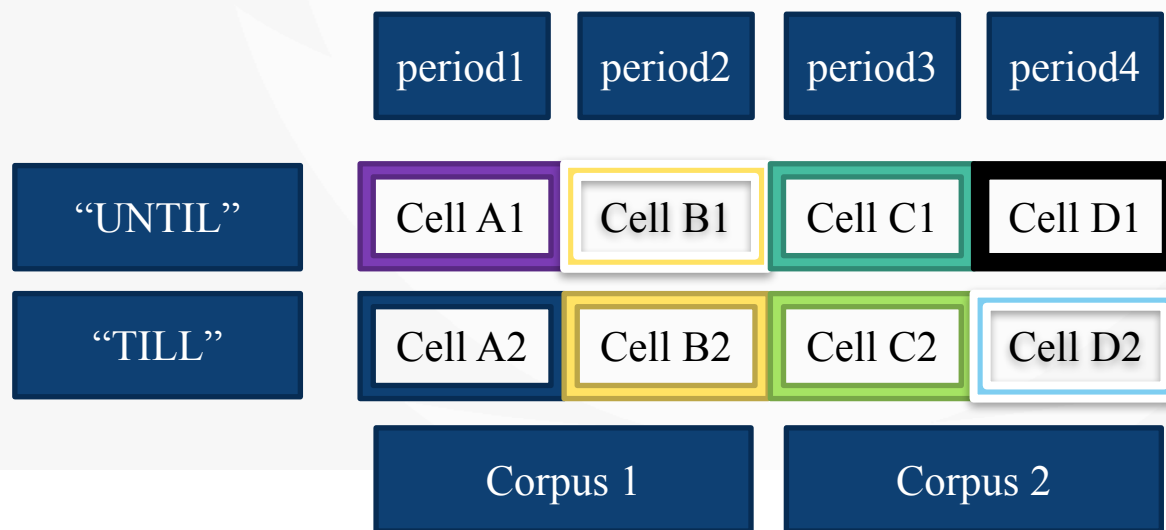 period1 period2 period3 period4
“UNTIL” Cell A1 Cell B1 Cell C1 Cell D1
“TILL” Cell A2 Cell B2 Cell C2 Cell D2
Corpus 1 Corpus 2